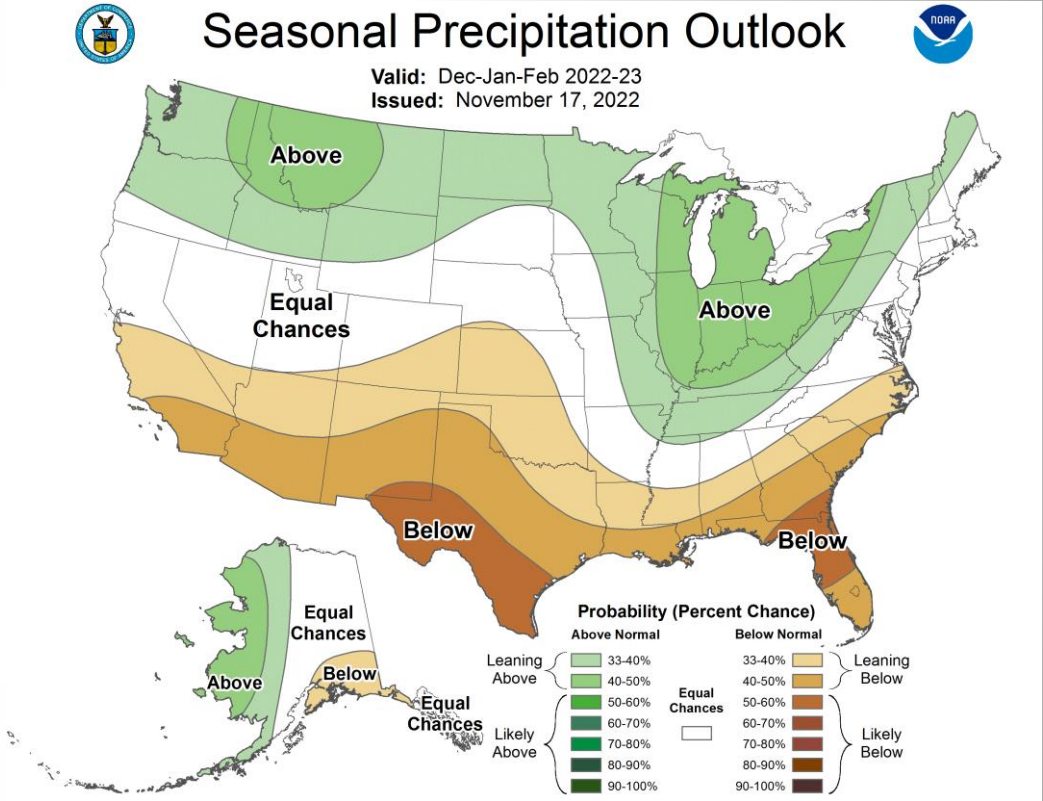 Seasonal Precipitation Outlook
NOAA
Valid: Dec-Jan-Feb 2022-23
Issued: November 17, 2022
Above
Equal
Chances
Above
Below
Below
Equal
Chances
Above
Below
Equal
Chances
Probability (Percent Chance)
Above Normal
Below Normal
Leaning
Above
33-40%
40-50%
Likely
Above
50-60%
60-70%
70-80%
80-90%
90-100%
Equal
Chances
33-40%
40-50%
Leaning
Below
50-60%
60-70%
70-80%
80-90%
90-100%
Likely
Below